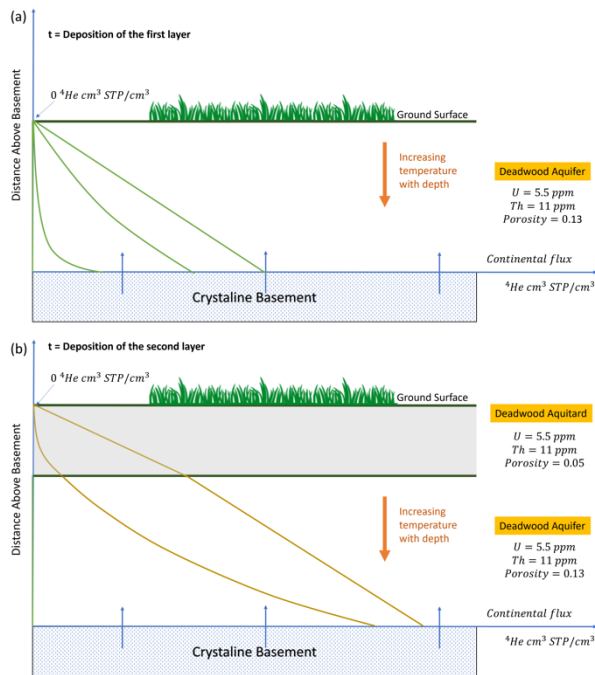 (a)
t = Deposition of the first layer
0 ⁴He cm³ STP/cm³
Ground Surface
Distance Above Basement
Increasing
temperature
with depth
Deadwood Aquifer
U = 5.5 ppm
Th = 11 ppm
Porosity = 0.13
Continental flux
⁴He cm³ STP/cm³
Crystaline Basement
(b)
t = Deposition of the second layer
0 ⁴He cm³ STP/cm³
Ground Surface
Distance Above Basement
Deadwood Aquitard
U = 5.5 ppm
Th = 11 ppm
Porosity = 0.05
Increasing
temperature
with depth
Deadwood Aquifer
U = 5.5 ppm
Th = 11 ppm
Porosity = 0.13
Continental flux
⁴He cm³ STP/cm³
Crystaline Basement